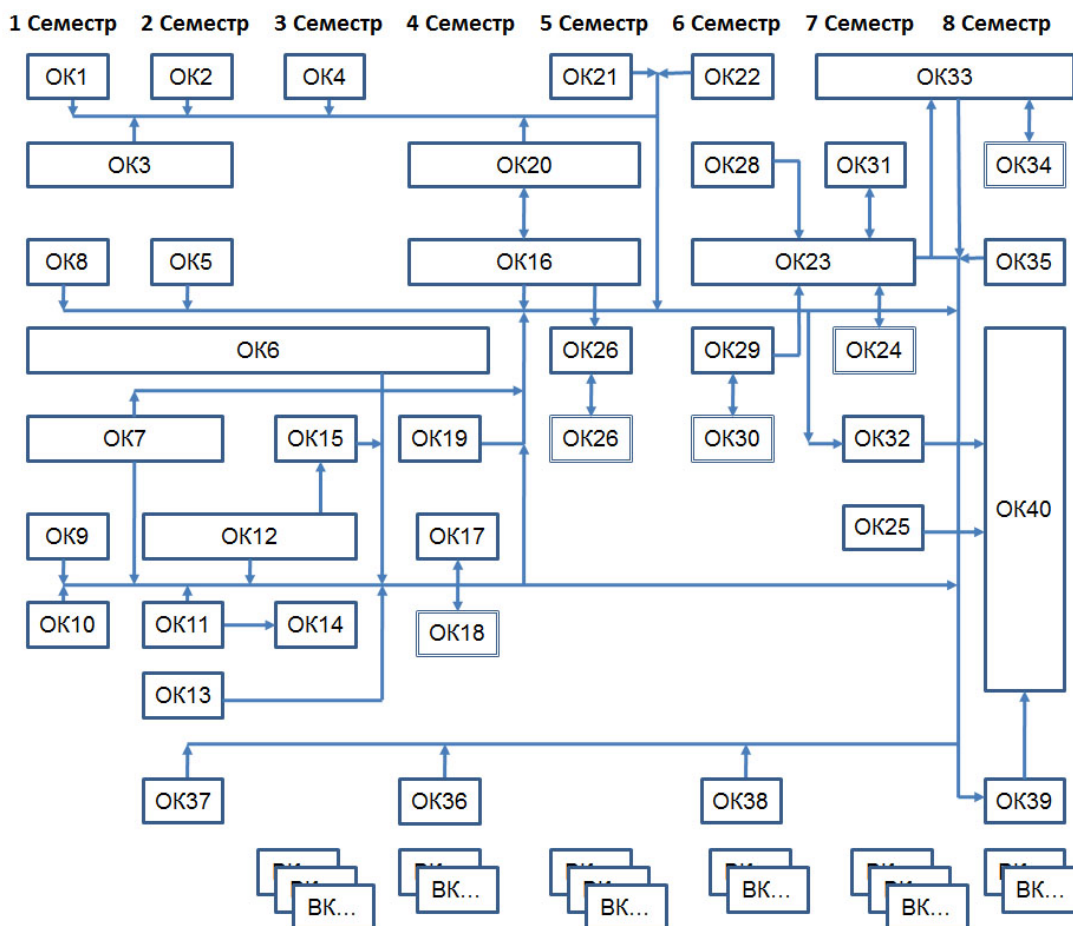 1 Семестр 2 Семестр 3 Семестр 4 Семестр 5 Семестр 6 Семестр 7 Семестр 8 Семестр
ОК1 ОК2 ОК4 ОК21 ОК22 ОК33
ОК3 ОК20 ОК28 ОК31 ОК34
ОК8 ОК5 ОК16 ОК23 ОК35
ОК6 ОК26 ОК29 ОК24
ОК7 ОК15 ОК19 ОК26 ОК30 ОК32
ОК9 ОК12 ОК17 ОК25 ОК40
ОК10 ОК11 ОК14 ОК18
ОК13
ОК37 ОК36 ОК38 ОК39
ВК... ВК... ВК... ВК... ВК... ВК...